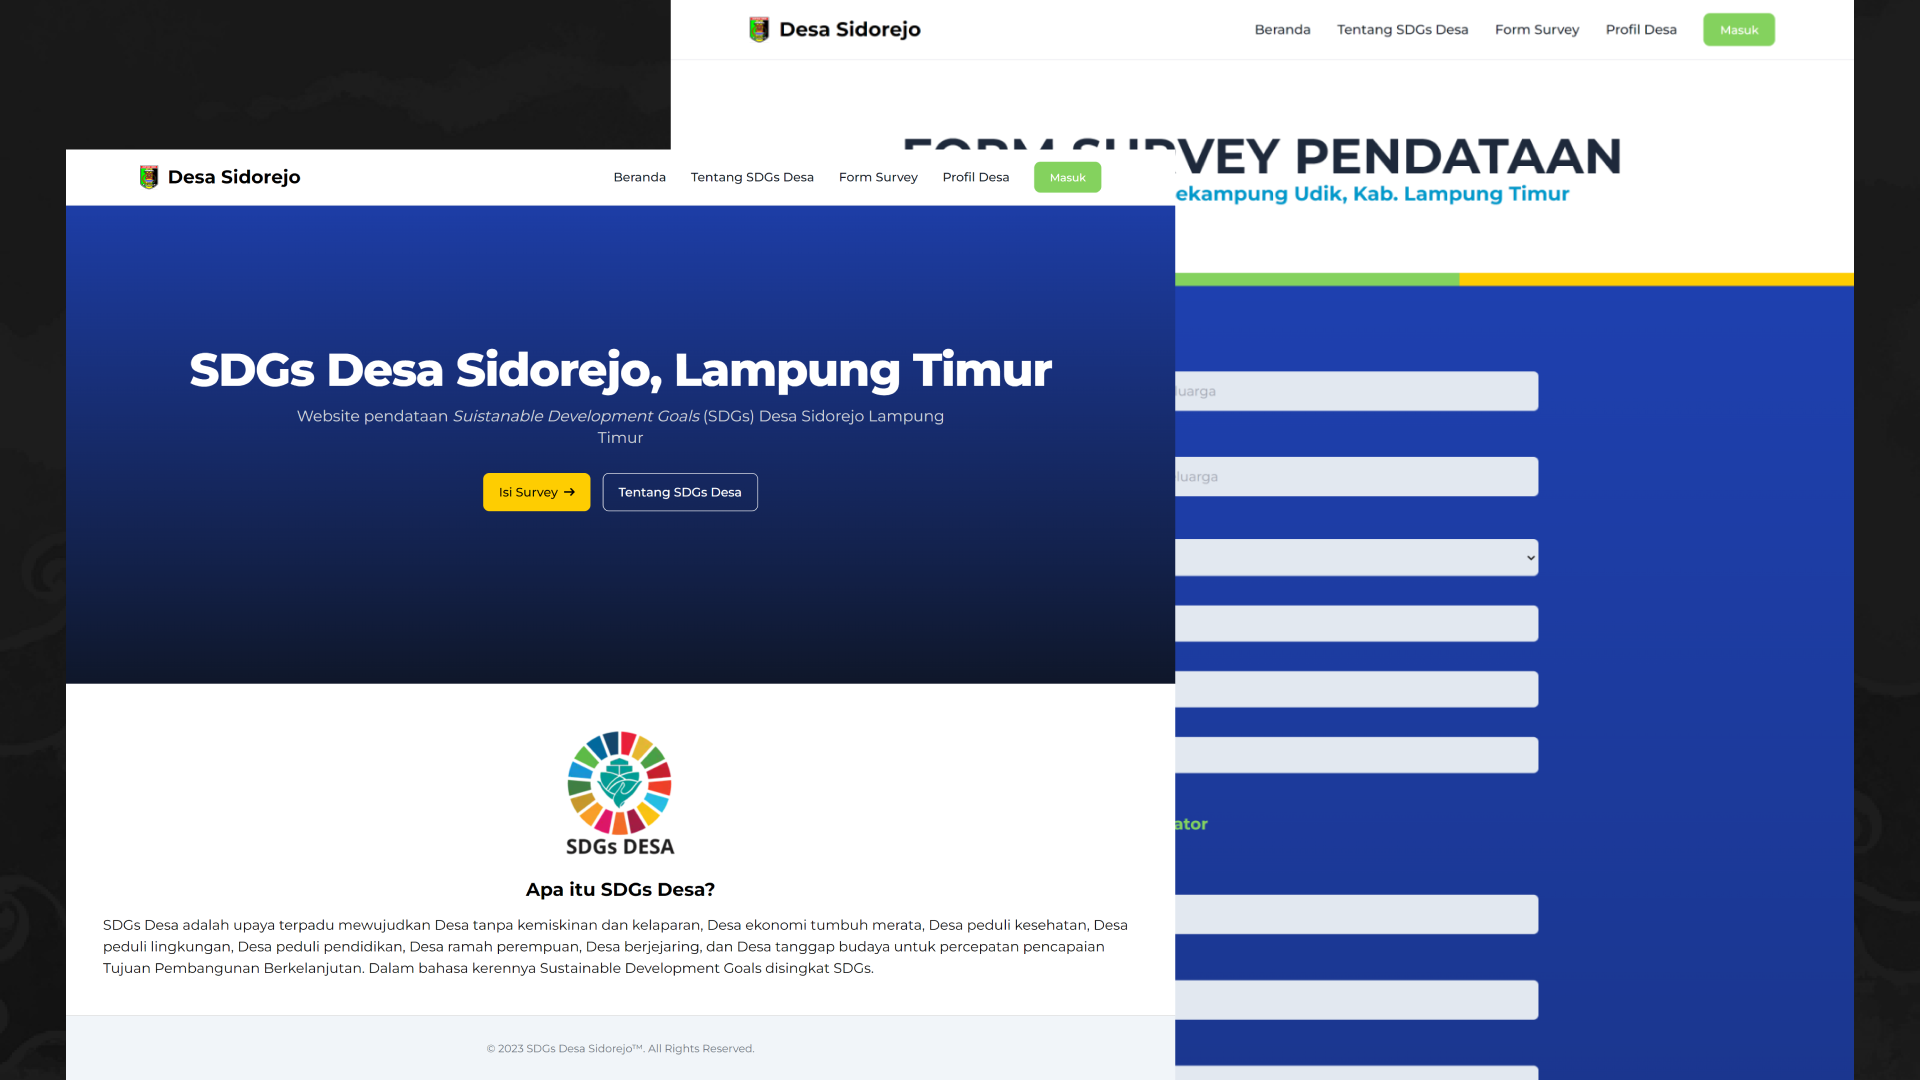 Desa Sidorejo
Beranda
Tentang SDGs Desa
Form Survey
Profil Desa
Masuk
FORM SURVEY PENDATAAN
ekampung Udik, Kab. Lampung Timur
luarga
luarga
ator
Desa Sidorejo
Beranda
Tentang SDGs Desa
Form Survey
Profil Desa
Masuk
SDGs Desa Sidorejo, Lampung Timur
Website pendataan Suistanable Development Goals (SDGs) Desa Sidorejo Lampung
Timur
Isi Survey →
Tentang SDGs Desa
SDGs DESA
Apa itu SDGs Desa?
SDGs Desa adalah upaya terpadu mewujudkan Desa tanpa kemiskinan dan kelaparan, Desa ekonomi tumbuh merata, Desa peduli kesehatan, Desa
peduli lingkungan, Desa peduli pendidikan, Desa ramah perempuan, Desa berjejaring, dan Desa tanggap budaya untuk percepatan pencapaian
Tujuan Pembangunan Berkelanjutan. Dalam bahasa kerennya Sustainable Development Goals disingkat SDGs.
© 2023 SDGs Desa Sidorejo™. All Rights Reserved.